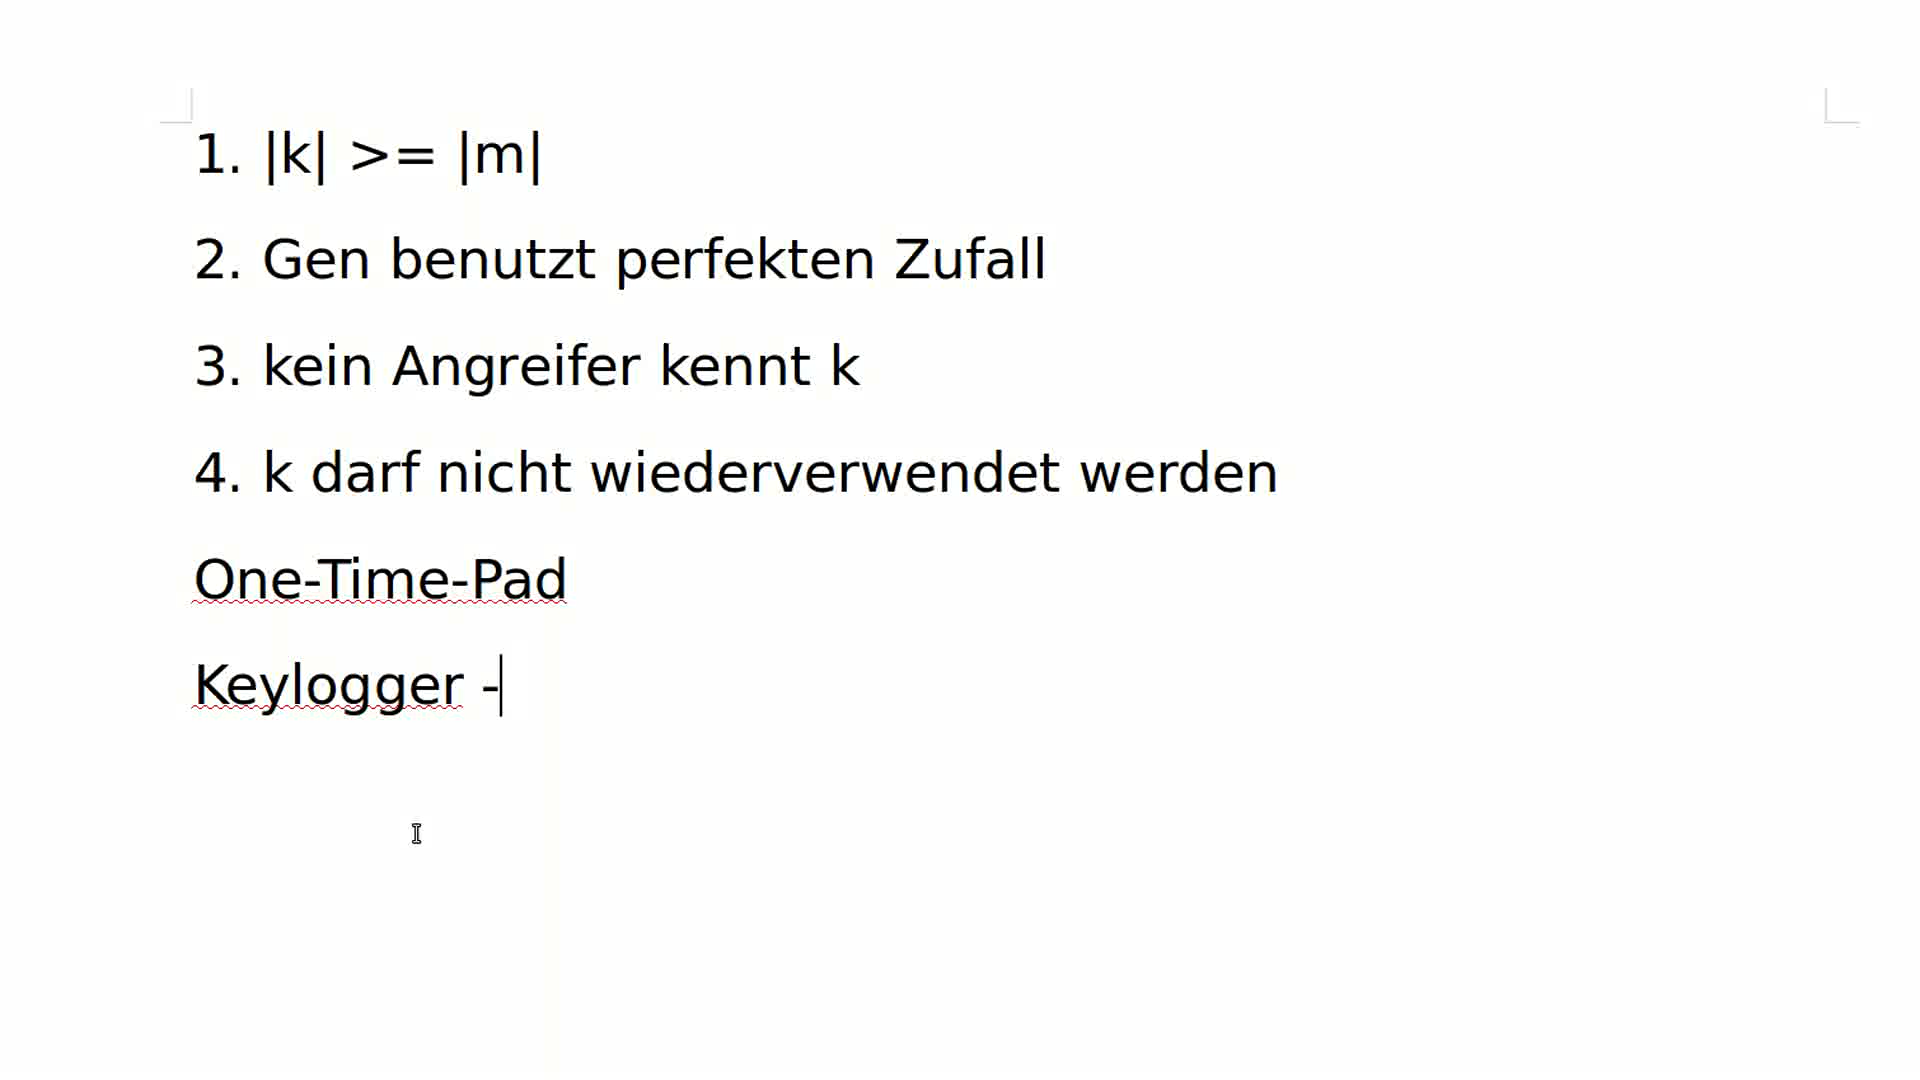 1. |k| >= |m|
2. Gen benutzt perfekten Zufall
3. kein Angreifer kennt k
4. k darf nicht wiederverwendet werden
One-Time-Pad
Keylogger -